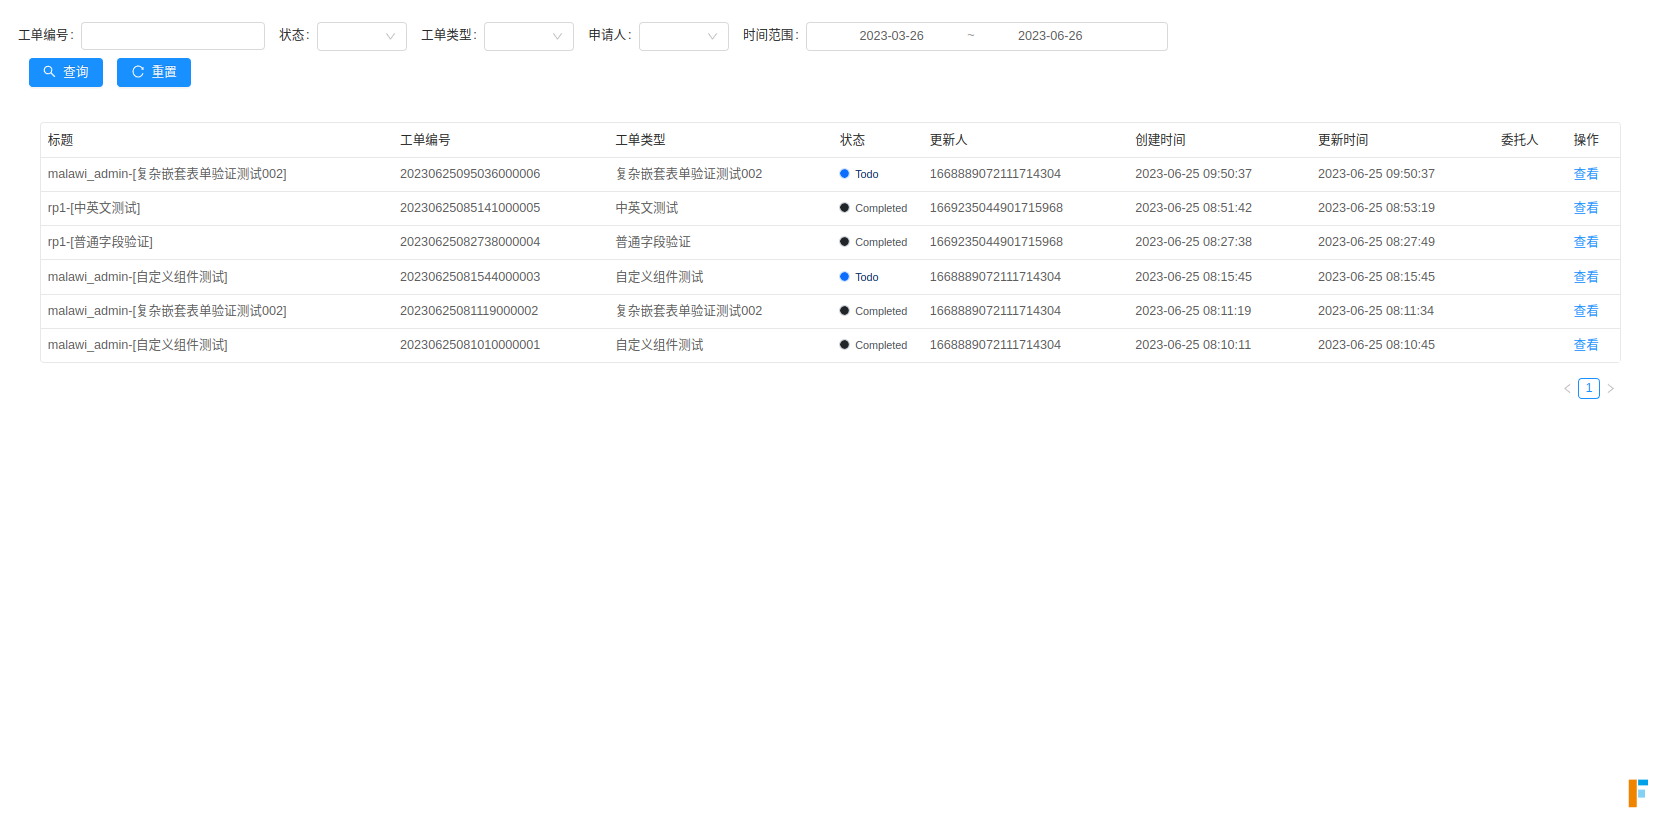 工单编号: 状态: 工单类型: 申请人: 时间范围: 2023-03-26 ~ 2023-06-26
查询 重置
标题 工单编号 工单类型 状态 更新人 创建时间 更新时间 委托人 操作
malawi_admin-[复杂嵌套表单验证测试002] 20230625095036000006 复杂嵌套表单验证测试002 Todo 1668889072111714304 2023-06-25 09:50:37 2023-06-25 09:50:37 查看
rp1-[中英文测试] 20230625085141000005 中英文测试 Completed 1669235044901715968 2023-06-25 08:51:42 2023-06-25 08:53:19 查看
rp1-[普通字段验证] 20230625082738000004 普通字段验证 Completed 1669235044901715968 2023-06-25 08:27:38 2023-06-25 08:27:49 查看
malawi_admin-[自定义组件测试] 20230625081544000003 自定义组件测试 Todo 1668889072111714304 2023-06-25 08:15:45 2023-06-25 08:15:45 查看
malawi_admin-[复杂嵌套表单验证测试002] 20230625081119000002 复杂嵌套表单验证测试002 Completed 1668889072111714304 2023-06-25 08:11:19 2023-06-25 08:11:34 查看
malawi_admin-[自定义组件测试] 20230625081010000001 自定义组件测试 Completed 1668889072111714304 2023-06-25 08:10:11 2023-06-25 08:10:45 查看
1